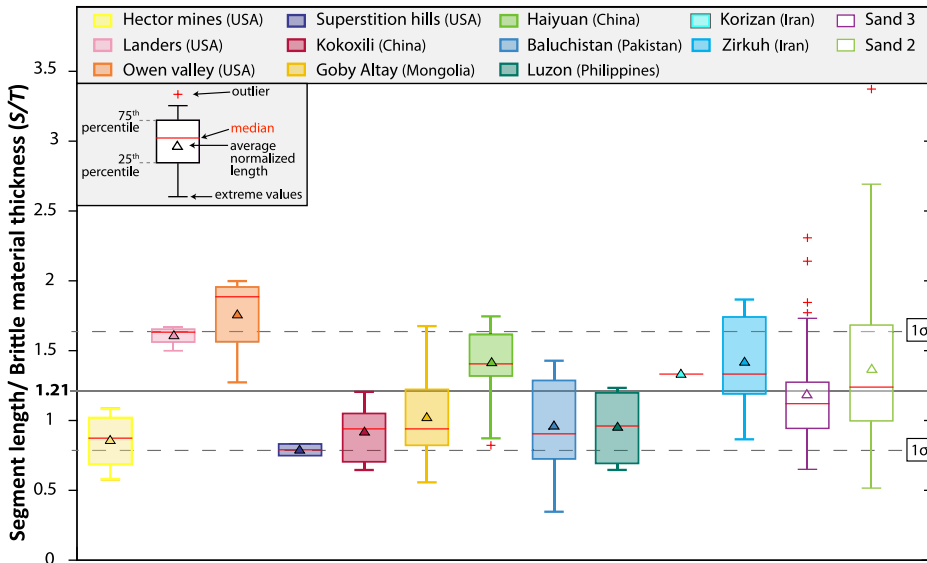 Hector mines (USA) Superstition hills (USA) Haiyuan (China) Korizan (Iran) Sand 3
Landers (USA) Kokoxili (China) Baluchistan (Pakistan) Zirkuh (Iran) Sand 2
Owen valley (USA) Goby Altay (Mongolia) Luzon (Philippines)
Segment length/ Brittle material thickness (S/T)
3.5
3
2.5
2
1.5
1.21
1
0.5
0
outlier
75th percentile
median
average normalized length
25th percentile
extreme values
1σ
1σ